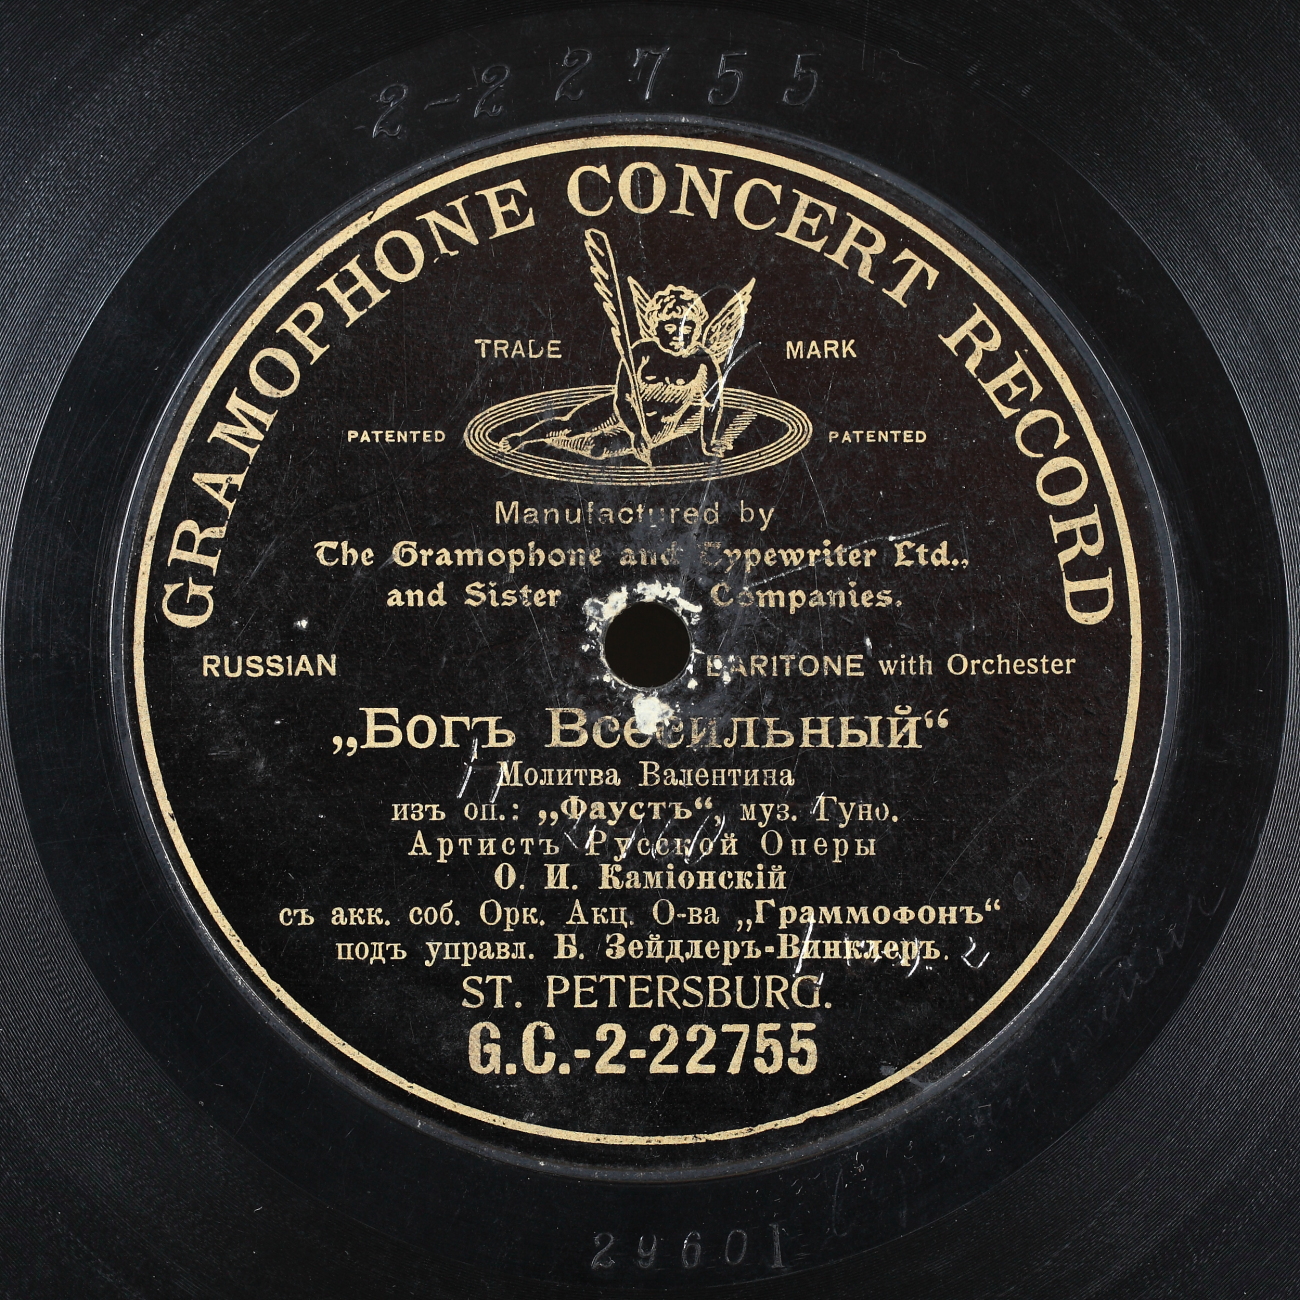 2-22755
GRAMOPHONE CONCERT RECORD
TRADE MARK
PATENTED PATENTED
Manufactured by
The Gramophone and Typewriter Ltd.,
and Sister Companies.
RUSSIAN BARITONE with Orchester
„Богъ Всесильный“
Молитва Валентина
изъ оп.: „Фаустъ“, муз. Гуно.
Артистъ Русской Оперы
О. И. Камiонскiй
съ акк. соб. Орк. Акц. О-ва „Граммофонъ“
подъ управл. Б. Зейдлеръ-Винклеръ.
ST. PETERSBURG.
G.C.-2-22755
2960